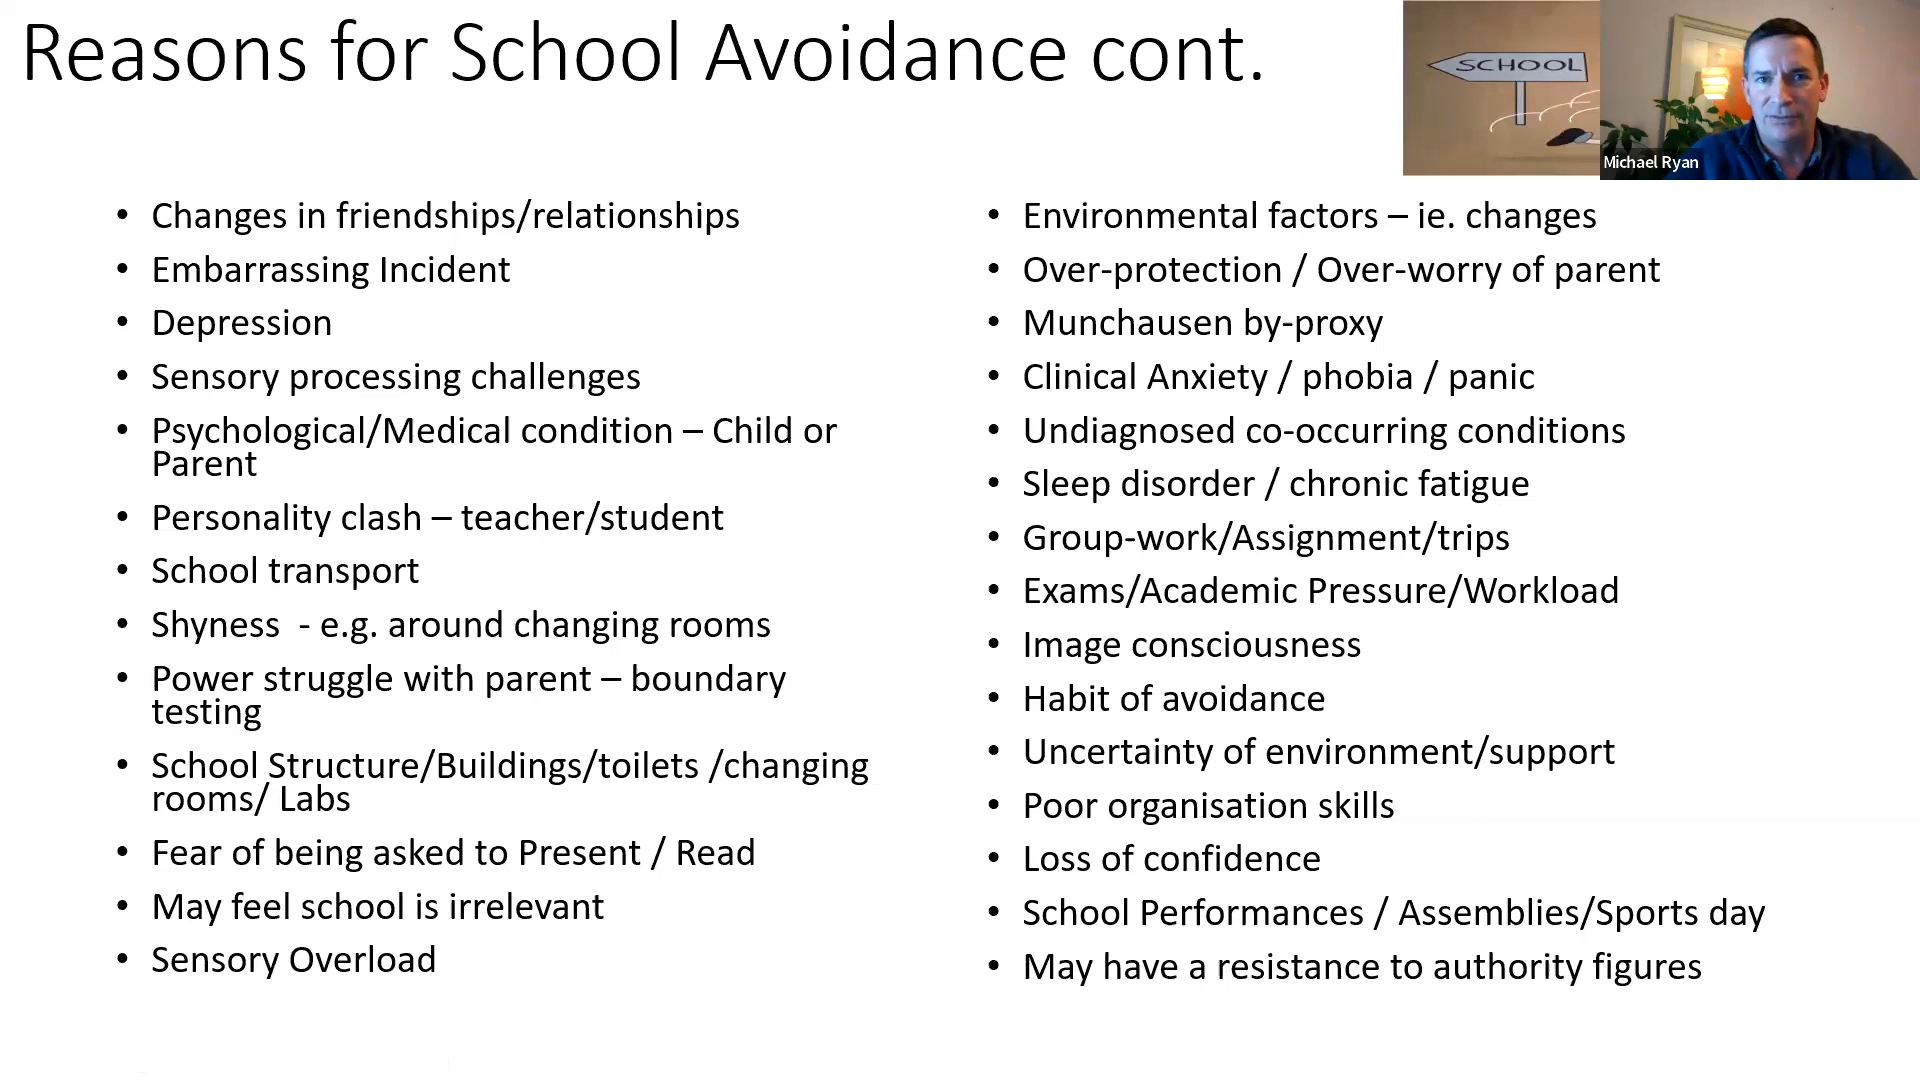 Reasons for School Avoidance cont.
SCHOOL
Michael Ryan
• Changes in friendships/relationships
• Embarrassing Incident
• Depression
• Sensory processing challenges
• Psychological/Medical condition – Child or
Parent
• Personality clash – teacher/student
• School transport
• Shyness  - e.g. around changing rooms
• Power struggle with parent – boundary
testing
• School Structure/Buildings/toilets /changing
rooms/ Labs
• Fear of being asked to Present / Read
• May feel school is irrelevant
• Sensory Overload
• Environmental factors – ie. changes
• Over-protection / Over-worry of parent
• Munchausen by-proxy
• Clinical Anxiety / phobia / panic
• Undiagnosed co-occurring conditions
• Sleep disorder / chronic fatigue
• Group-work/Assignment/trips
• Exams/Academic Pressure/Workload
• Image consciousness
• Habit of avoidance
• Uncertainty of environment/support
• Poor organisation skills
• Loss of confidence
• School Performances / Assemblies/Sports day
• May have a resistance to authority figures